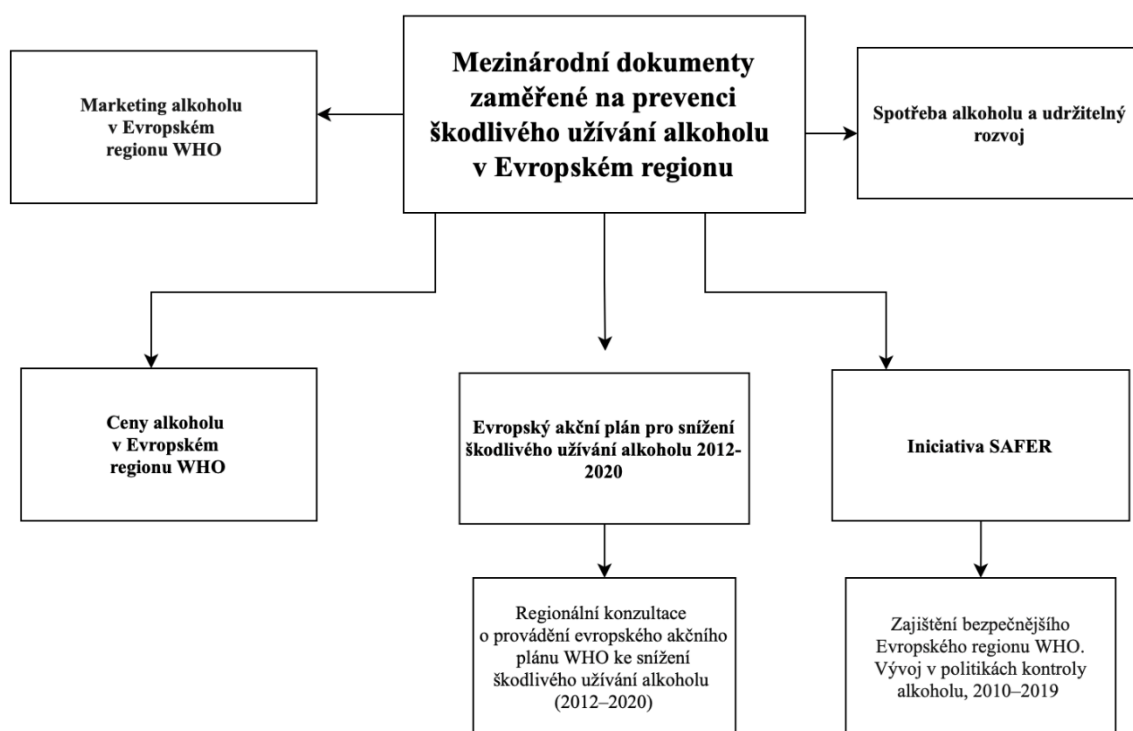 Mezinárodní dokumenty
zaměřené na prevenci
škodlivého užívání alkoholu
v Evropském regionu
Marketing alkoholu
v Evropském
regionu WHO
Spotřeba alkoholu a udržitelný
rozvoj
Ceny alkoholu
v Evropském
regionu WHO
Evropský akční plán pro snížení
škodlivého užívání alkoholu 2012-
2020
Iniciativa SAFER
Regionální konzultace
o provádění evropského akčního
plánu WHO ke snížení
škodlivého užívání alkoholu
(2012–2020)
Zajištění bezpečnějšího
Evropského regionu WHO.
Vývoj v politikách kontroly
alkoholu, 2010–2019